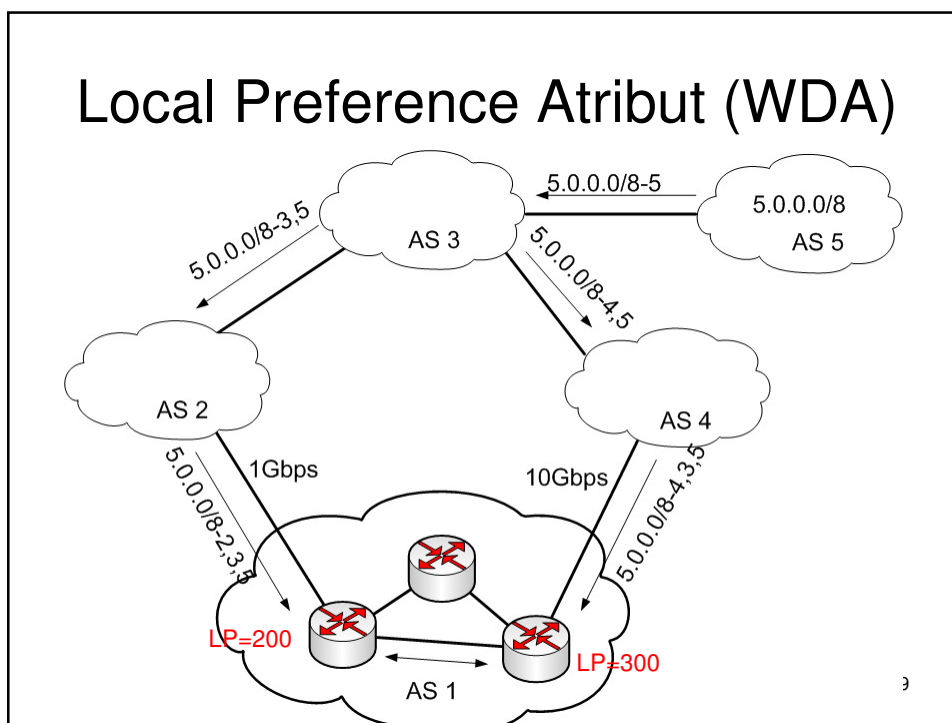 Local Preference Atribut (WDA)
5.0.0.0/8-5
5.0.0.0/8
AS 5
AS 3
5.0.0.0/8-3,5
5.0.0.0/8-4,5
AS 2
AS 4
1Gbps
10Gbps
5.0.0.0/8-2,3,5
5.0.0.0/8-4,3,5
LP=200
LP=300
AS 1
9